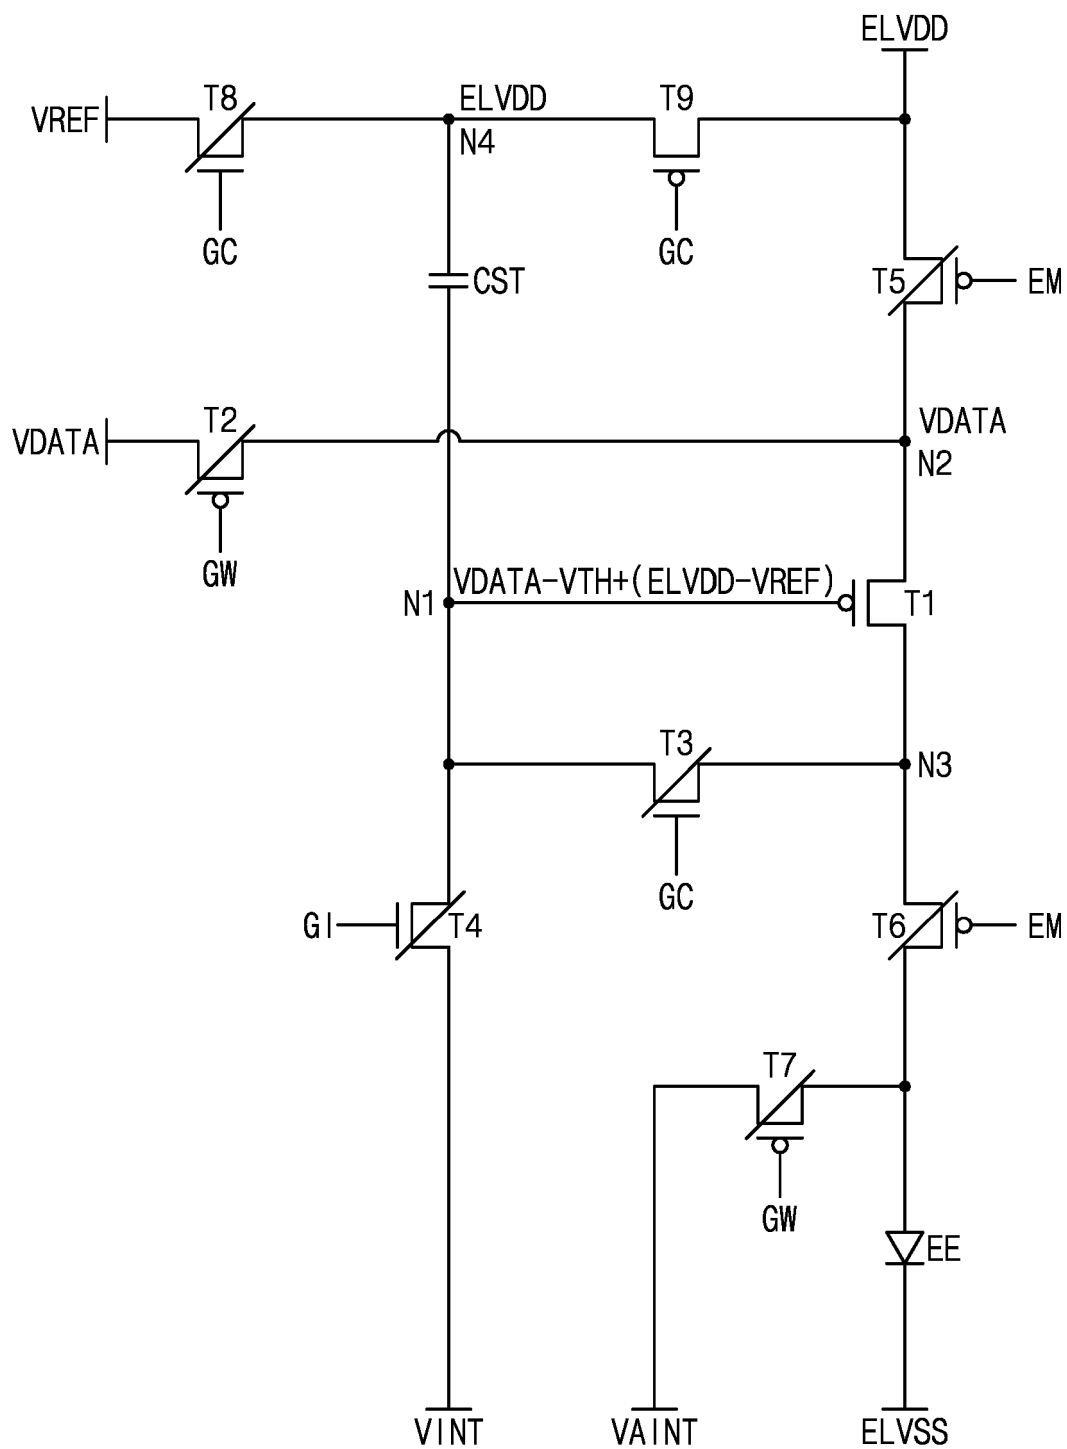 ELVDD
T8
ELVDD
T9
VREF
N4
GC
GC
CST
T5
EM
T2
VDATA
VDATA
N2
GW
VDATA-VTH+(ELVDD-VREF)
N1
T1
T3
N3
GC
GI
T4
T6
EM
T7
GW
EE
VINT
VAINT
ELVSS